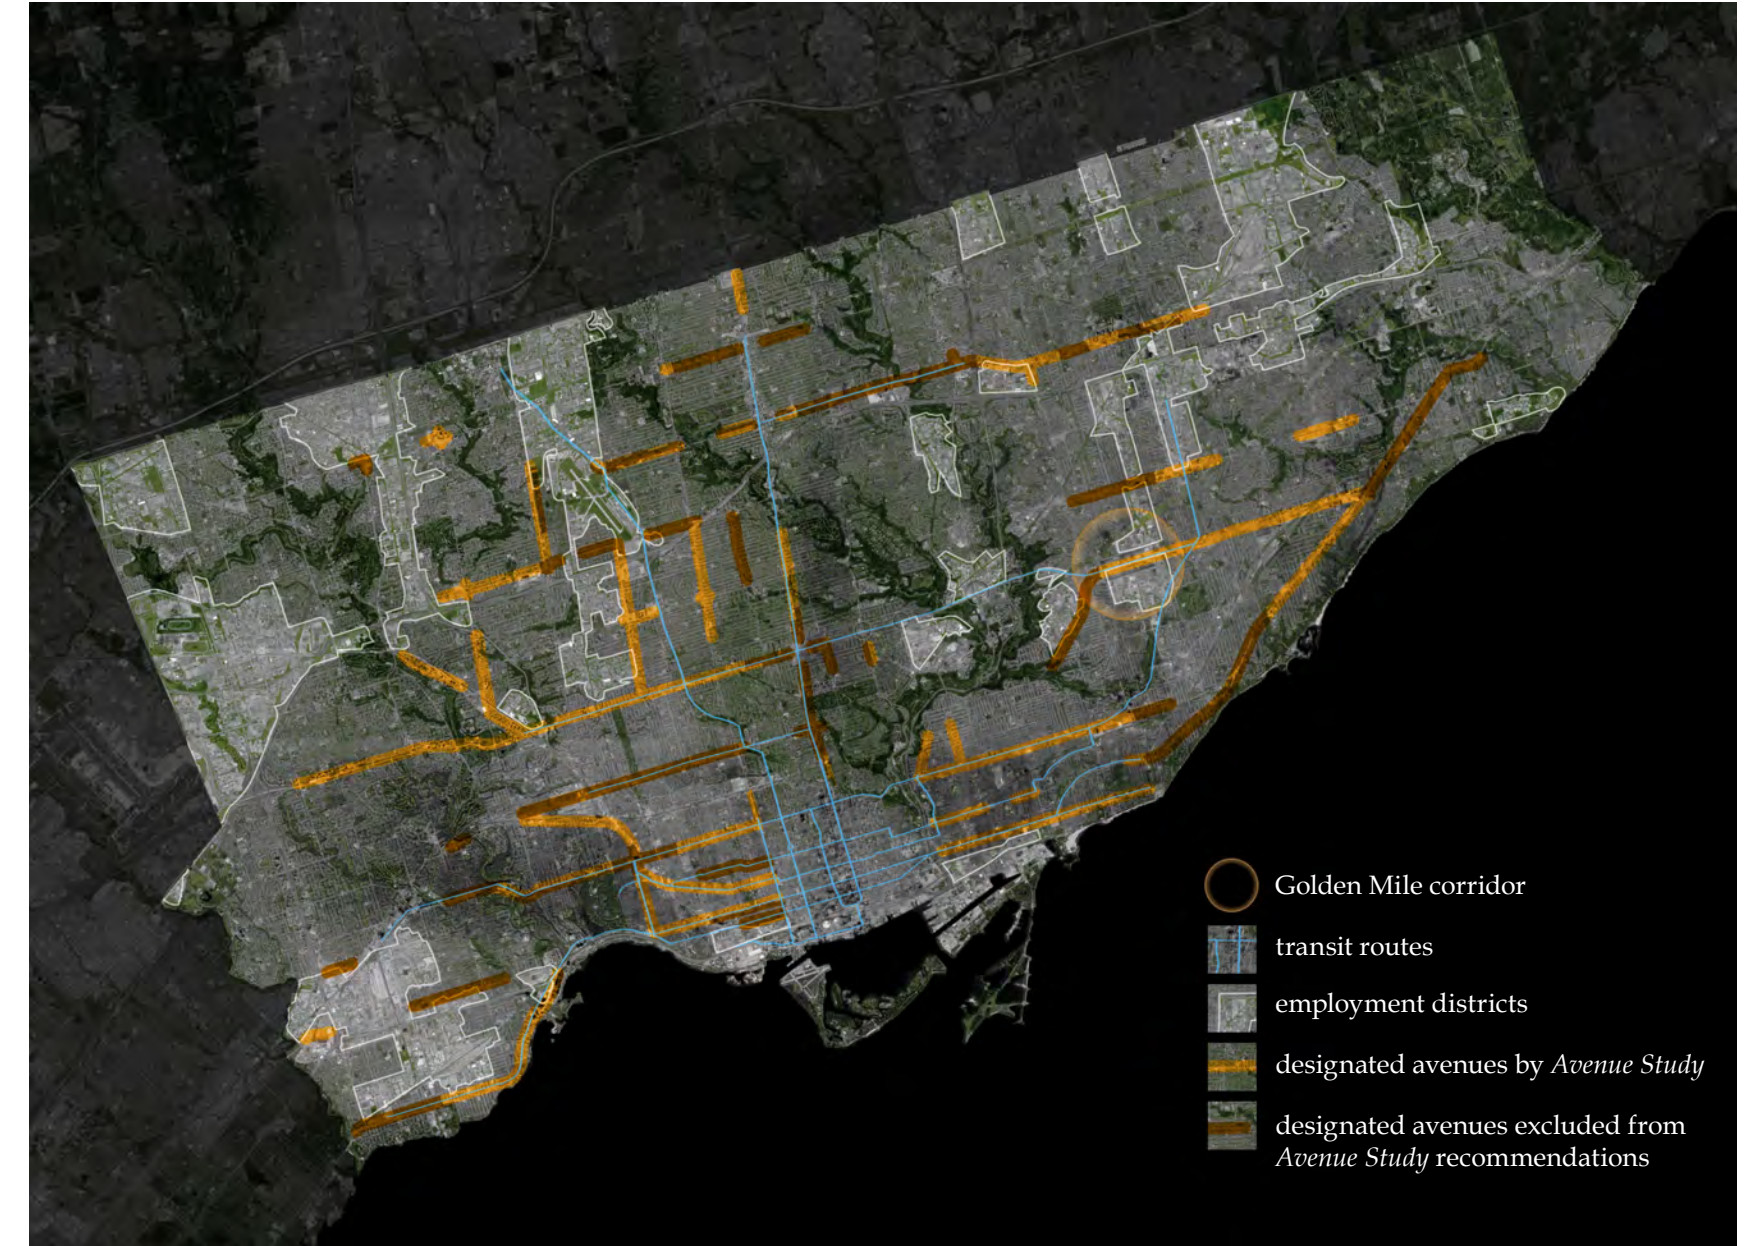 Golden Mile corridor
transit routes
employment districts
designated avenues by Avenue Study
designated avenues excluded from
Avenue Study recommendations